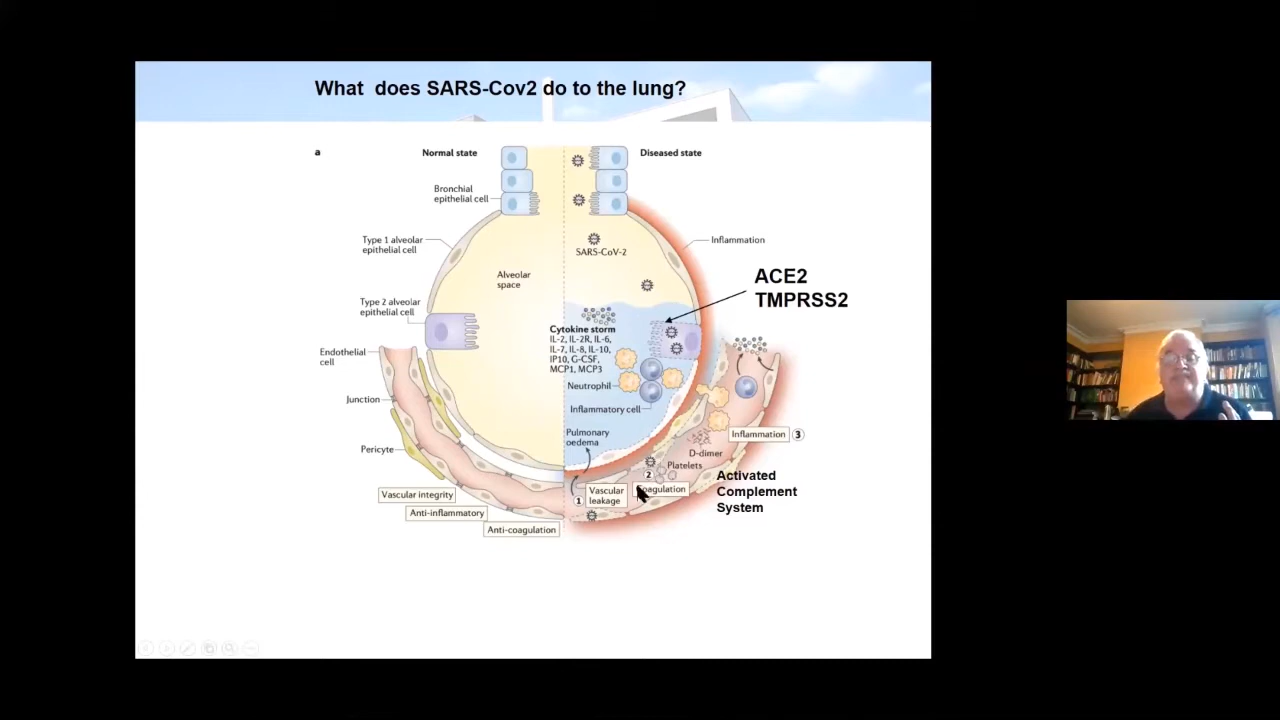 What does SARS-Cov2 do to the lung?
a
Normal state
Diseased state
Bronchial
epithelial cell
Type 1 alveolar
epithelial cell
Inflammation
SARS-CoV-2
Alveolar
space
ACE2
TMPRSS2
Type 2 alveolar
epithelial cell
Cytokine storm
IL-2, IL-2R, IL-6,
IL-7, IL-8, IL-10,
IP10, G-CSF,
MCP1, MCP3
Endothelial
cell
Neutrophil
Junction
Inflammatory cell
Pulmonary
oedema
Inflammation 3
Pericyte
D-dimer
Platelets
2
Activated
Complement
System
Vascular integrity
1
Vascular
leakage
Anti-inflammatory
Anti-coagulation